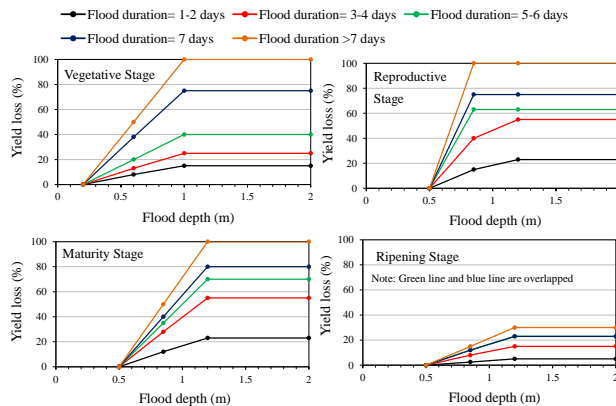 Flood duration= 1-2 days Flood duration= 3-4 days Flood duration= 5-6 days
Flood duration= 7 days Flood duration >7 days
Vegetative Stage
Yield loss (%)
100
80
60
40
20
0
0 0.5 1 1.5 2
Flood depth (m)
Reproductive
Stage
Yield loss (%)
100
80
60
40
20
0
0 0.5 1 1.5 2
Flood depth (m)
Maturity Stage
Yield loss (%)
100
80
60
40
20
0
0 0.5 1 1.5 2
Flood depth (m)
Ripening Stage
Note: Green line and blue line are overlapped
Yield loss (%)
100
80
60
40
20
0
0 0.5 1 1.5 2
Flood depth (m)